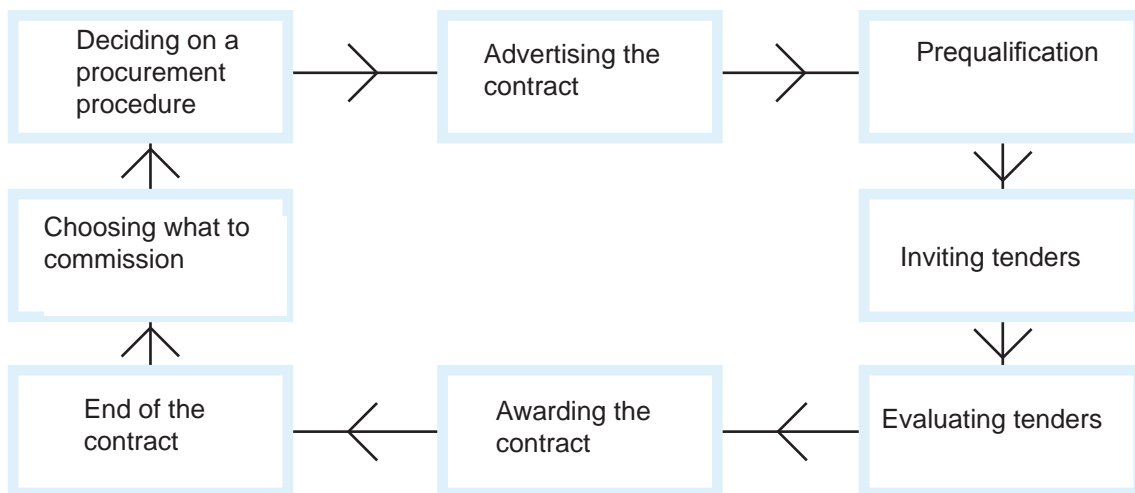 Deciding on a
procurement
procedure
Advertising the
contract
Prequalification
Choosing what to
commission
Inviting tenders
End of the
contract
Awarding the
contract
Evaluating tenders